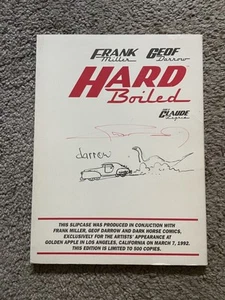 FRANK GEOF
Miller Darrow
HARD
Boiled
CLAUDE
Legris
darrow
THIS SLIPCASE WAS PRODUCED IN CONJUCTION WITH
FRANK MILLER, GEOF DARROW AND DARK HORSE COMICS,
EXCLUSIVELY FOR THE ARTISTS' APPEARANCE AT
GOLDEN APPLE IN LOS ANGELES, CALIFORNIA ON MARCH 7, 1992.
THIS EDITION IS LIMITED TO 500 COPIES.